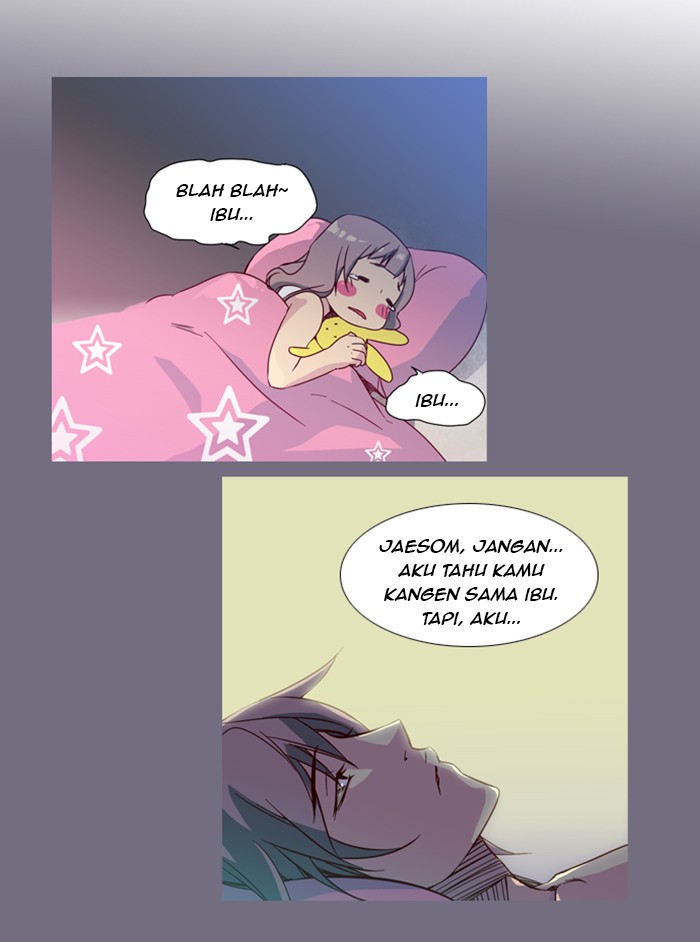 BLAH BLAH~
IBU...
IBU...
JAESOM, JANGAN...
AKU TAHU KAMU
KANGEN SAMA IBU.
TAPI, AKU...